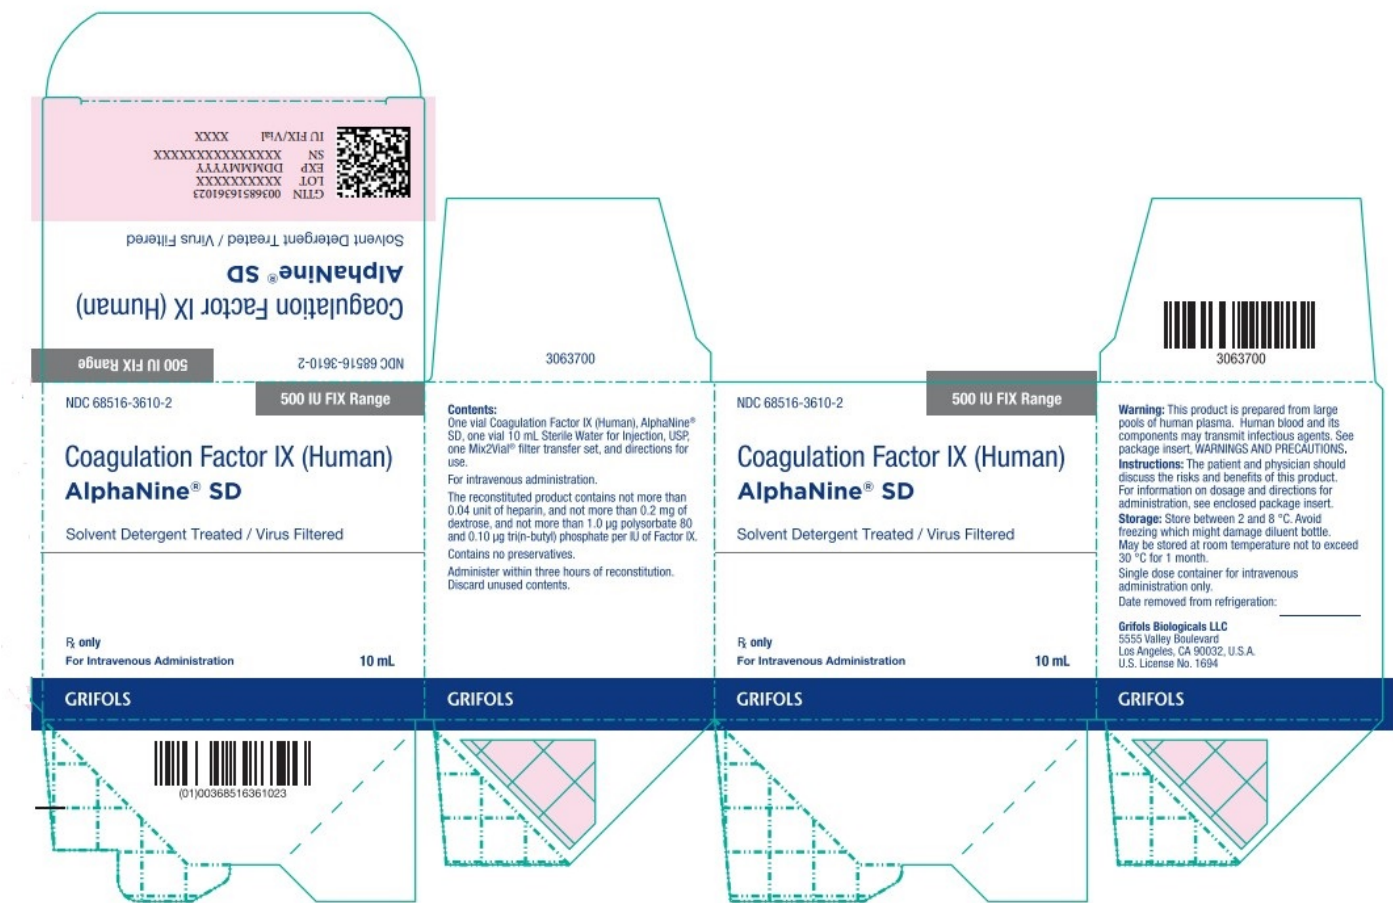 GTIN 00368516361023
LOT XXXXXXXXXX
EXP DDMMMYYYY
SN XXXXXXXXXXXXXXXX
IU FIX/Vial XXXX
Solvent Detergent Treated / Virus Filtered
AlphaNine® SD
Coagulation Factor IX (Human)
NDC 68516-3610-2
500 IU FIX Range
NDC 68516-3610-2
500 IU FIX Range
Coagulation Factor IX (Human)
AlphaNine® SD
Solvent Detergent Treated / Virus Filtered
℞ only
For Intravenous Administration
10 mL
GRIFOLS
(01)00368516361023
3063700
Contents:
One vial Coagulation Factor IX (Human), AlphaNine®
SD, one vial 10 mL Sterile Water for Injection, USP,
one Mix2Vial® filter transfer set, and directions for
use.
For intravenous administration.
The reconstituted product contains not more than
0.04 unit of heparin, and not more than 0.2 mg of
dextrose, and not more than 1.0 µg polysorbate 80
and 0.10 µg tri(n-butyl) phosphate per IU of Factor IX.
Contains no preservatives.
Administer within three hours of reconstitution.
Discard unused contents.
GRIFOLS
NDC 68516-3610-2
500 IU FIX Range
Coagulation Factor IX (Human)
AlphaNine® SD
Solvent Detergent Treated / Virus Filtered
℞ only
For Intravenous Administration
10 mL
GRIFOLS
3063700
Warning: This product is prepared from large
pools of human plasma. Human blood and its
components may transmit infectious agents. See
package insert, WARNINGS AND PRECAUTIONS.
Instructions: The patient and physician should
discuss the risks and benefits of this product.
For information on dosage and directions for
administration, see enclosed package insert.
Storage: Store between 2 and 8 °C. Avoid
freezing which might damage diluent bottle.
May be stored at room temperature not to exceed
30 °C for 1 month.
Single dose container for intravenous
administration only.
Date removed from refrigeration:
Grifols Biologicals LLC
5555 Valley Boulevard
Los Angeles, CA 90032, U.S.A.
U.S. License No. 1694
GRIFOLS